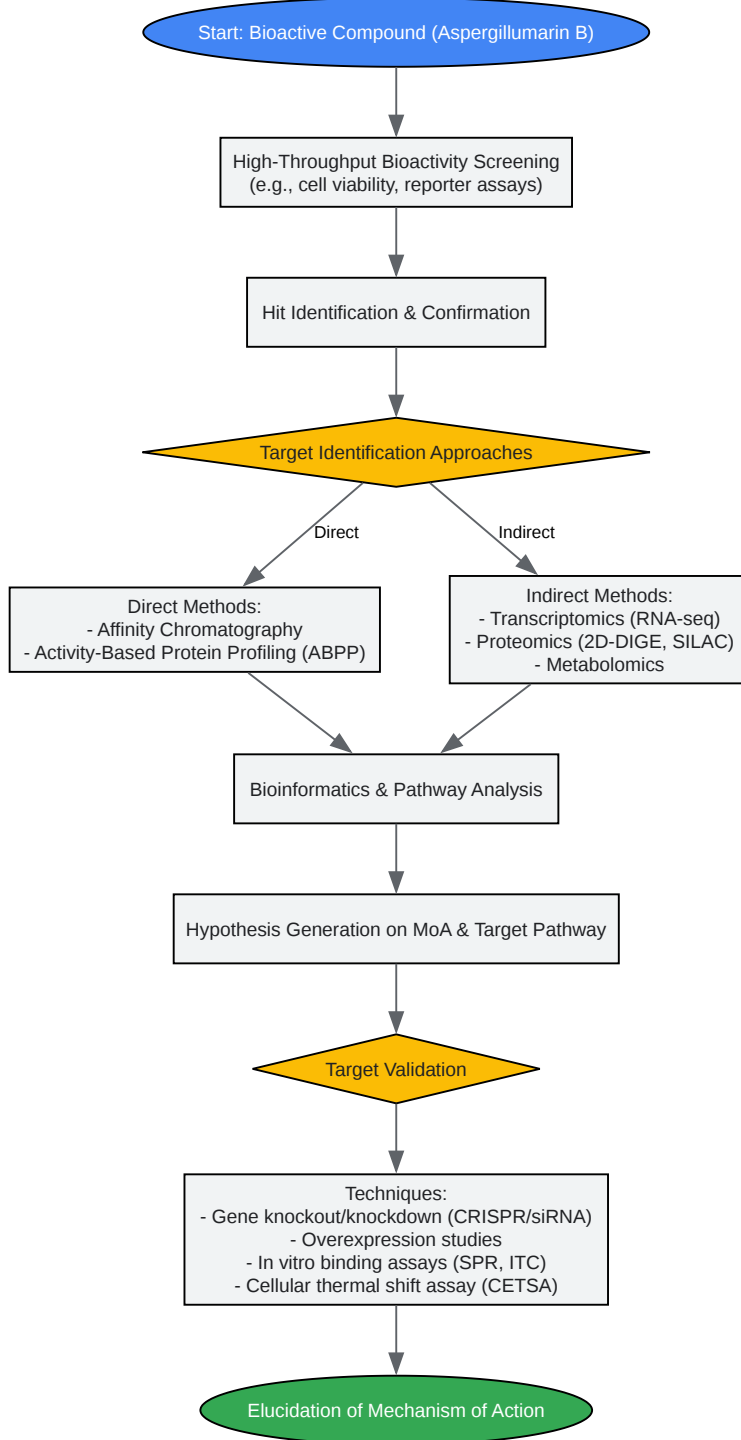 Start: Bioactive Compound (Aspergillumarin B)
High-Throughput Bioactivity Screening
(e.g., cell viability, reporter assays)
Hit Identification & Confirmation
Target Identification Approaches
Direct
Indirect
Direct Methods:
- Affinity Chromatography
- Activity-Based Protein Profiling (ABPP)
Indirect Methods:
- Transcriptomics (RNA-seq)
- Proteomics (2D-DIGE, SILAC)
- Metabolomics
Bioinformatics & Pathway Analysis
Hypothesis Generation on MoA & Target Pathway
Target Validation
Techniques:
- Gene knockout/knockdown (CRISPR/siRNA)
- Overexpression studies
- In vitro binding assays (SPR, ITC)
- Cellular thermal shift assay (CETSA)
Elucidation of Mechanism of Action